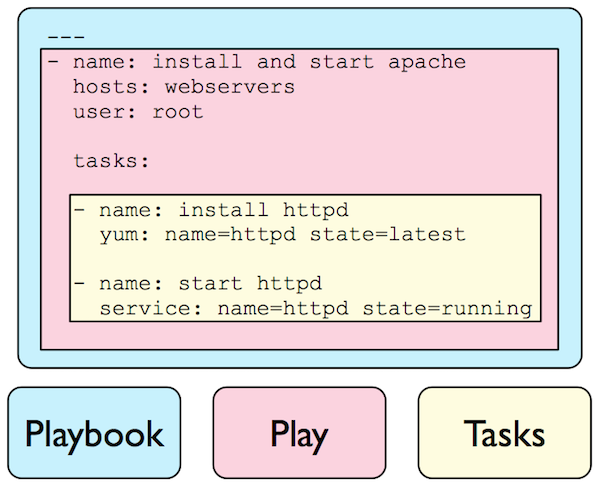 ---
- name: install and start apache
  hosts: webservers
  user: root
  tasks:
  - name: install httpd
    yum: name=httpd state=latest
  - name: start httpd
    service: name=httpd state=running
Playbook
Play
Tasks